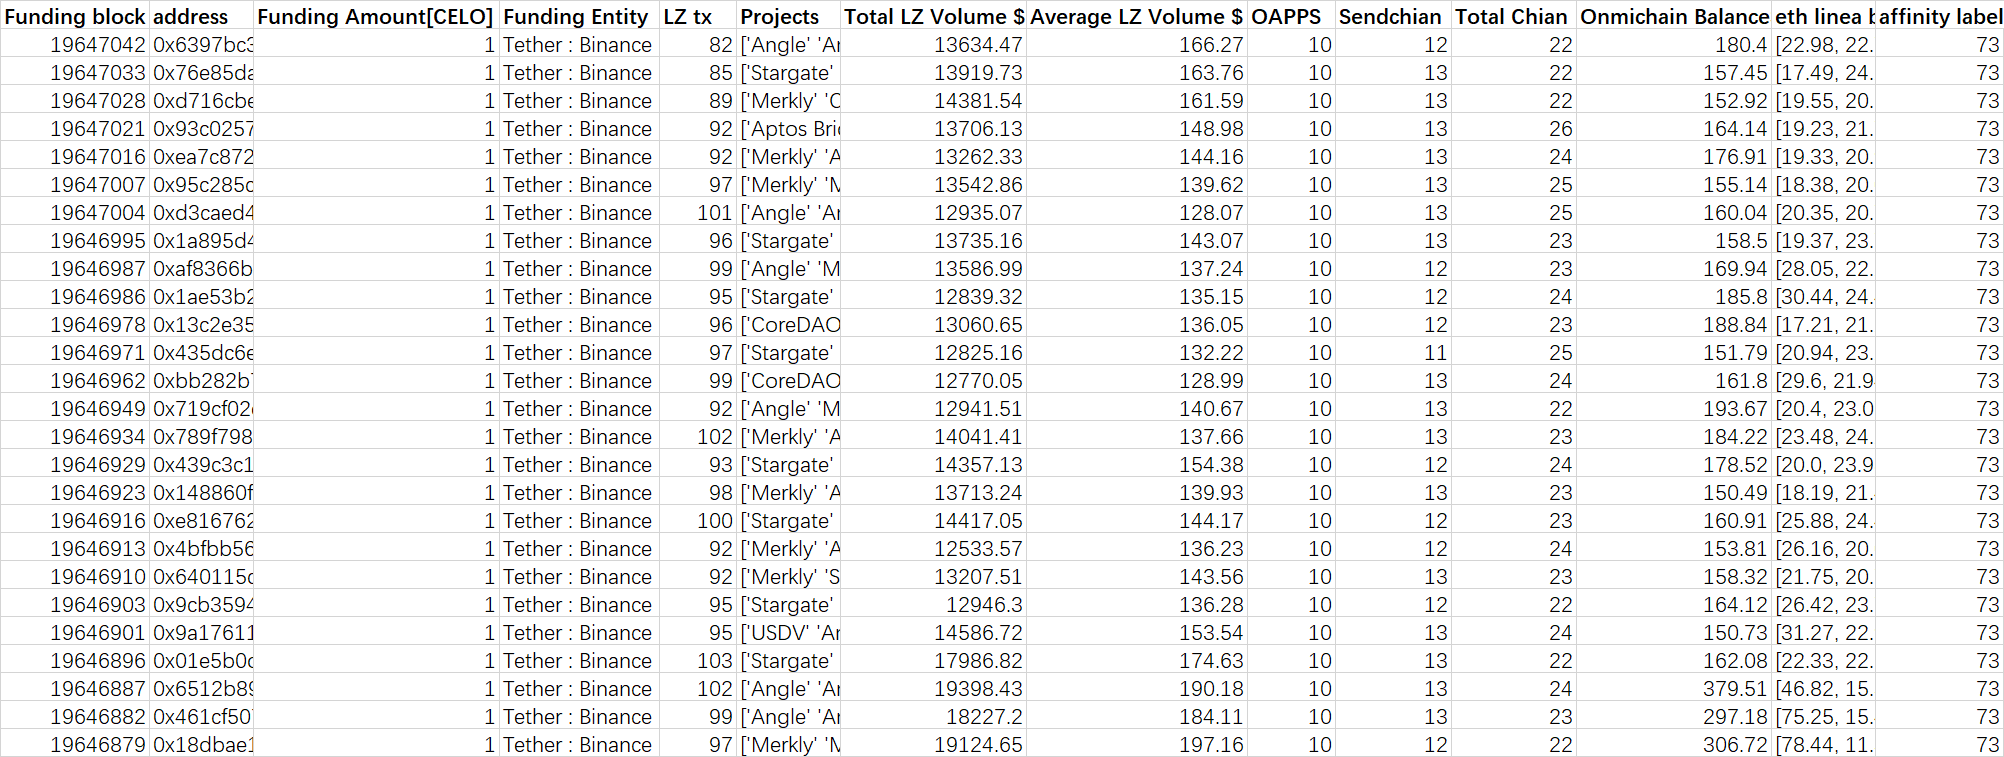 Funding block address Funding Amount[CELO] Funding Entity LZ tx Projects Total LZ Volume $ Average LZ Volume $ OAPPS Sendchian Total Chian Onmichain Balance eth linea b affinity label
19647042 0x6397bc3 1 Tether : Binance 82 ['Angle' 'Ar 13634.47 166.27 10 12 22 180.4 [22.98, 22. 73
19647033 0x76e85da 1 Tether : Binance 85 ['Stargate' 13919.73 163.76 10 13 22 157.45 [17.49, 24. 73
19647028 0xd716cbe 1 Tether : Binance 89 ['Merkly' 'C 14381.54 161.59 10 13 22 152.92 [19.55, 20. 73
19647021 0x93c0257 1 Tether : Binance 92 ['Aptos Bri 13706.13 148.98 10 13 26 164.14 [19.23, 21. 73
19647016 0xea7c872 1 Tether : Binance 92 ['Merkly' 'A 13262.33 144.16 10 13 24 176.91 [19.33, 20. 73
19647007 0x95c285c 1 Tether : Binance 97 ['Merkly' 'M 13542.86 139.62 10 13 25 155.14 [18.38, 20. 73
19647004 0xd3caed4 1 Tether : Binance 101 ['Angle' 'Ar 12935.07 128.07 10 13 25 160.04 [20.35, 20. 73
19646995 0x1a895d4 1 Tether : Binance 96 ['Stargate' 13735.16 143.07 10 13 23 158.5 [19.37, 23. 73
19646987 0xaf8366b 1 Tether : Binance 99 ['Angle' 'M 13586.99 137.24 10 12 23 169.94 [28.05, 22. 73
19646986 0x1ae53b2 1 Tether : Binance 95 ['Stargate' 12839.32 135.15 10 12 24 185.8 [30.44, 24. 73
19646978 0x13c2e35 1 Tether : Binance 96 ['CoreDAO 13060.65 136.05 10 12 23 188.84 [17.21, 21. 73
19646971 0x435dc6e 1 Tether : Binance 97 ['Stargate' 12825.16 132.22 10 11 25 151.79 [20.94, 23. 73
19646962 0xbb282b7 1 Tether : Binance 99 ['CoreDAO 12770.05 128.99 10 13 24 161.8 [29.6, 21.9 73
19646949 0x719cf02 1 Tether : Binance 92 ['Angle' 'M 12941.51 140.67 10 13 22 193.67 [20.4, 23.0 73
19646934 0x789f798 1 Tether : Binance 102 ['Merkly' 'A 14041.41 137.66 10 13 23 184.22 [23.48, 24. 73
19646929 0x439c3c1 1 Tether : Binance 93 ['Stargate' 14357.13 154.38 10 12 24 178.52 [20.0, 23.9 73
19646923 0x148860f 1 Tether : Binance 98 ['Merkly' 'A 13713.24 139.93 10 13 23 150.49 [18.19, 21. 73
19646916 0xe816762 1 Tether : Binance 100 ['Stargate' 14417.05 144.17 10 12 23 160.91 [25.88, 24. 73
19646913 0x4bfbb56 1 Tether : Binance 92 ['Merkly' 'A 12533.57 136.23 10 12 24 153.81 [26.16, 20. 73
19646910 0x640115c 1 Tether : Binance 92 ['Merkly' 'S 13207.51 143.56 10 13 23 158.32 [21.75, 20. 73
19646903 0x9cb3594 1 Tether : Binance 95 ['Stargate' 12946.3 136.28 10 12 22 164.12 [26.42, 23. 73
19646901 0x9a17611 1 Tether : Binance 95 ['USDV' 'Ar 14586.72 153.54 10 13 24 150.73 [31.27, 22. 73
19646896 0x01e5b0c 1 Tether : Binance 103 ['Stargate' 17986.82 174.63 10 13 22 162.08 [22.33, 22. 73
19646887 0x6512b89 1 Tether : Binance 102 ['Angle' 'Ar 19398.43 190.18 10 13 24 379.51 [46.82, 15. 73
19646882 0x461cf507 1 Tether : Binance 99 ['Angle' 'Ar 18227.2 184.11 10 13 23 297.18 [75.25, 15. 73
19646879 0x18dbae1 1 Tether : Binance 97 ['Merkly' 'M 19124.65 197.16 10 12 22 306.72 [78.44, 11. 73